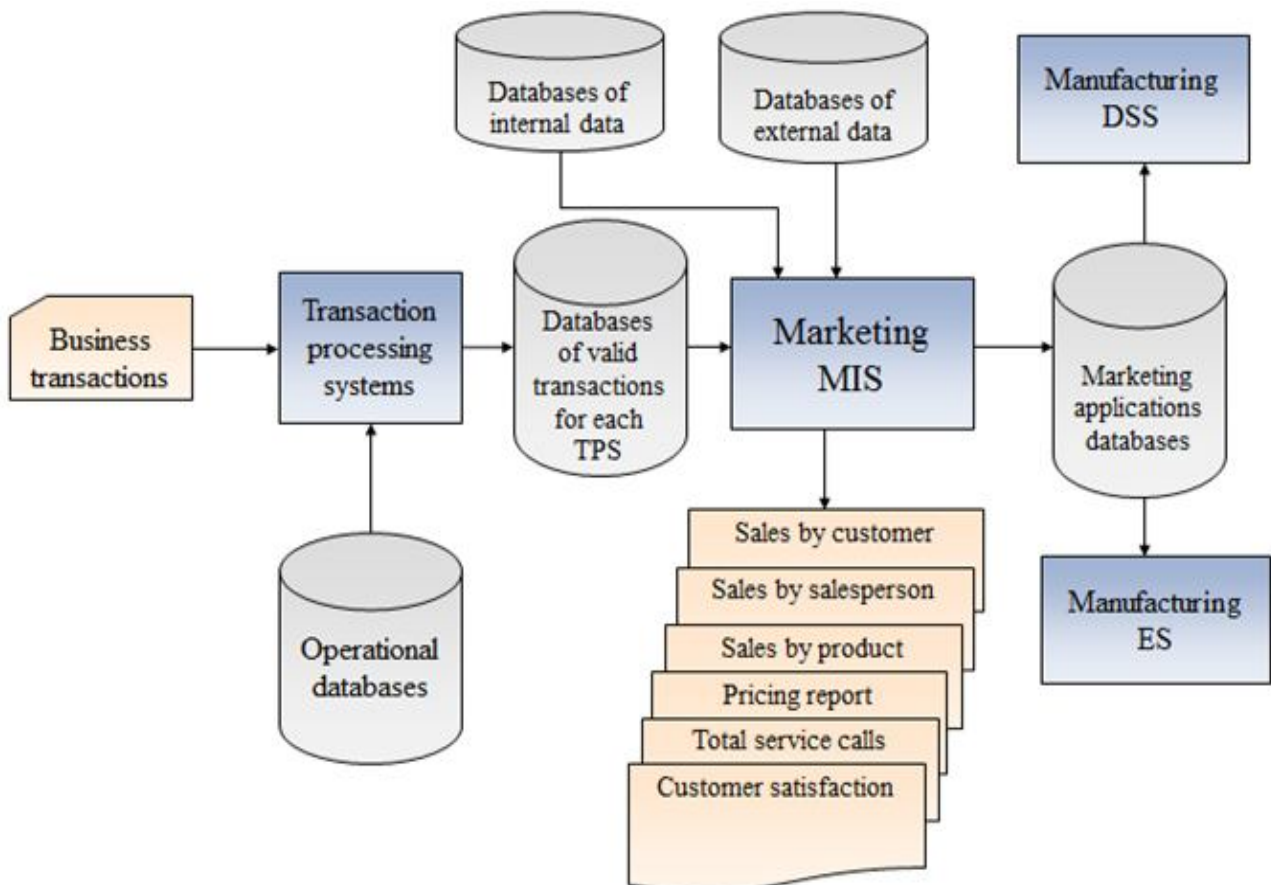 Databases of
internal data
Databases of
external data
Manufacturing
DSS
Business
transactions
Transaction
processing
systems
Databases
of valid
transactions
for each
TPS
Marketing
MIS
Marketing
applications
databases
Operational
databases
Sales by customer
Sales by salesperson
Sales by product
Pricing report
Total service calls
Customer satisfaction
Manufacturing
ES